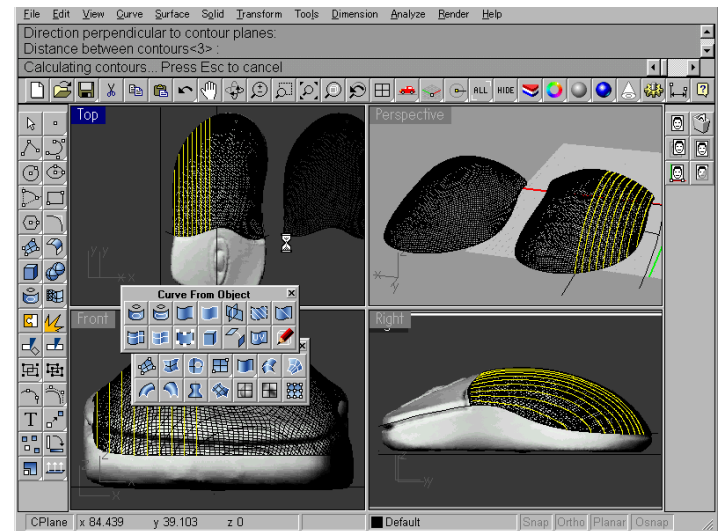 File Edit View Curve Surface Solid Transform Tools Dimension Analyze Render Help
Direction perpendicular to contour planes:
Distance between contours<3> :
Calculating contours... Press Esc to cancel
ALL HIDE
Top
Perspective
y y
x x
Curve From Object
UV
Front
Right
T
z
x
z
y
CPlane x 84.439 y 39.103 z 0 Default Snap Ortho Planar Osnap